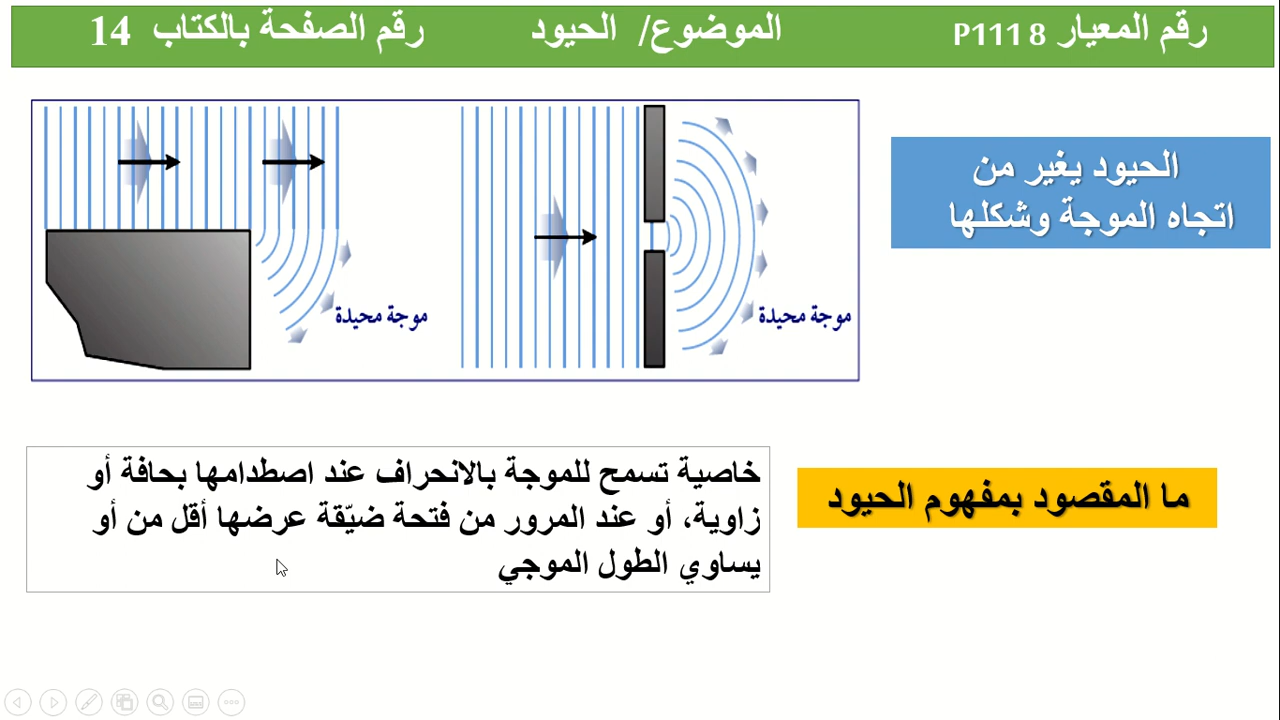 رقم المعيار P111 8
الموضوع/ الحيود
رقم الصفحة بالكتاب 14
الحيود يغير من
اتجاه الموجة وشكلها
موجة محيدة
موجة محيدة
ما المقصود بمفهوم الحيود
خاصية تسمح للموجة بالانحراف عند اصطدامها بحافة أو
زاوية، أو عند المرور من فتحة ضيّقة عرضها أقل من أو
يساوي الطول الموجي